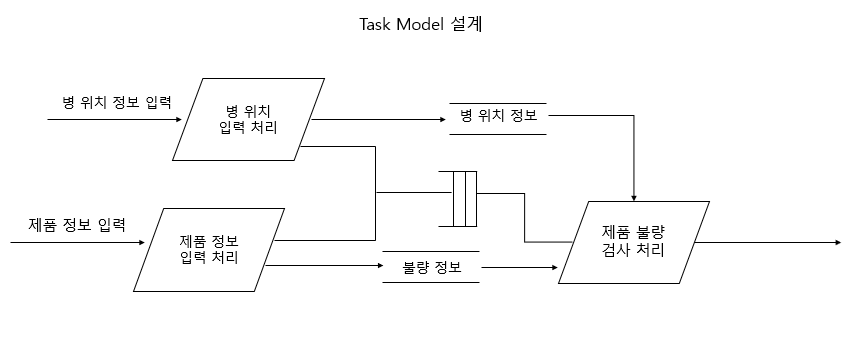 Task Model 설계
병 위치 정보 입력
병 위치
입력 처리
병 위치 정보
제품 정보 입력
제품 정보
입력 처리
불량 정보
제품 불량
검사 처리